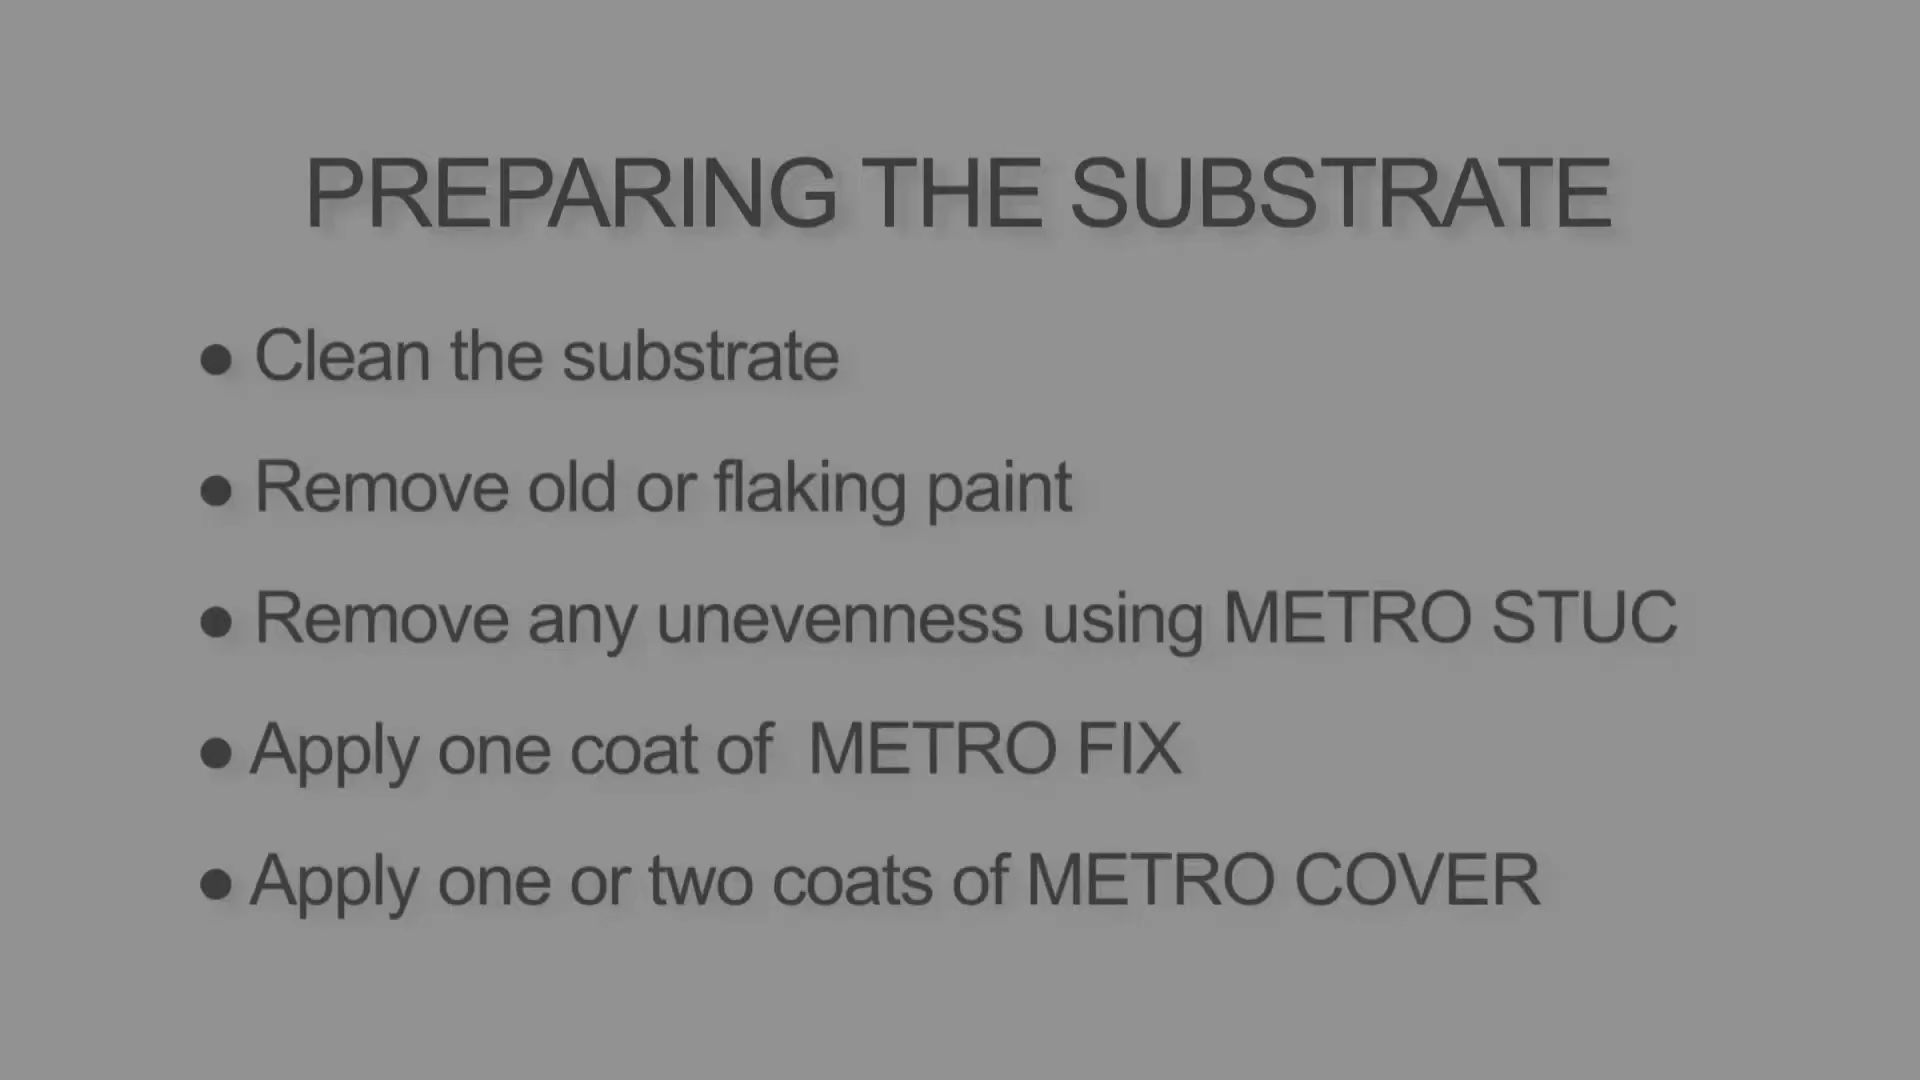 PREPARING THE SUBSTRATE
● Clean the substrate
● Remove old or flaking paint
● Remove any unevenness using METRO STUC
● Apply one coat of  METRO FIX
● Apply one or two coats of METRO COVER